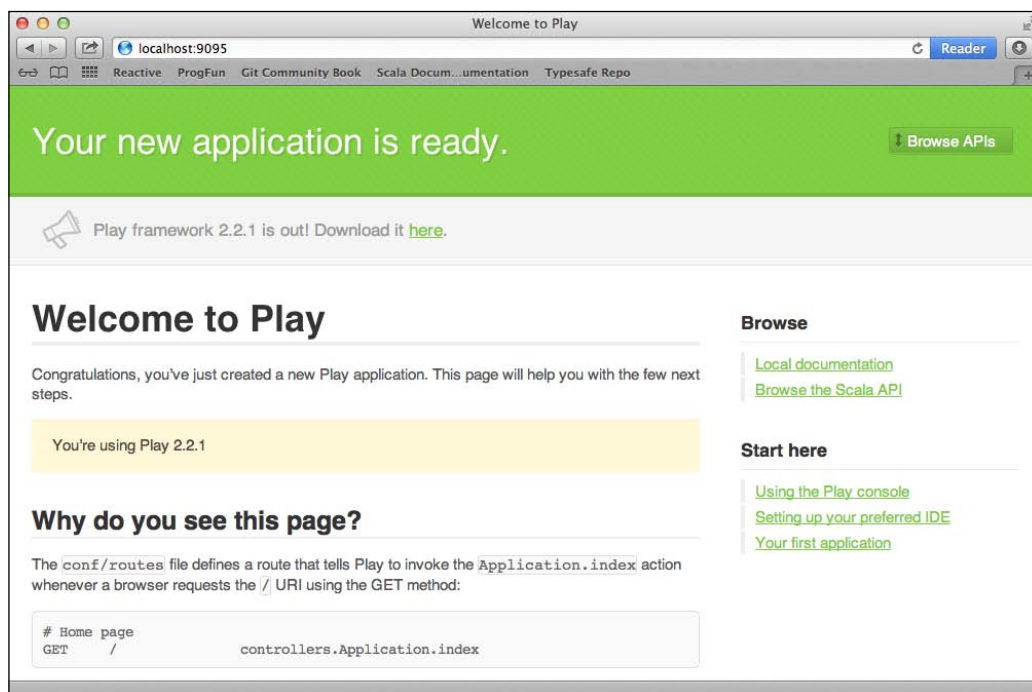 Welcome to Play
localhost:9095
Reader
Reactive ProgFun Git Community Book Scala Docum...umentation Typesafe Repo
Your new application is ready.
Browse APIs
Play framework 2.2.1 is out! Download it here.
Welcome to Play
Congratulations, you've just created a new Play application. This page will help you with the few next
steps.
You're using Play 2.2.1
Why do you see this page?
The conf/routes file defines a route that tells Play to invoke the Application.index action
whenever a browser requests the / URI using the GET method:
# Home page
GET / controllers.Application.index
Browse
Local documentation
Browse the Scala API
Start here
Using the Play console
Setting up your preferred IDE
Your first application